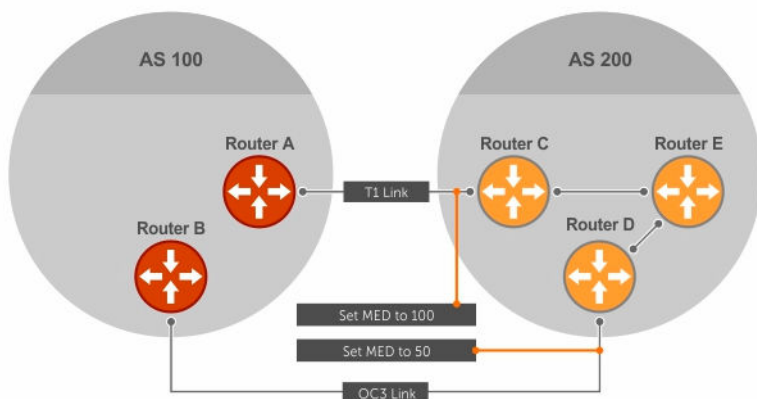 AS 100
AS 200
Router A
Router C
Router E
T1 Link
Router B
Router D
Set MED to 100
Set MED to 50
OC3 Link